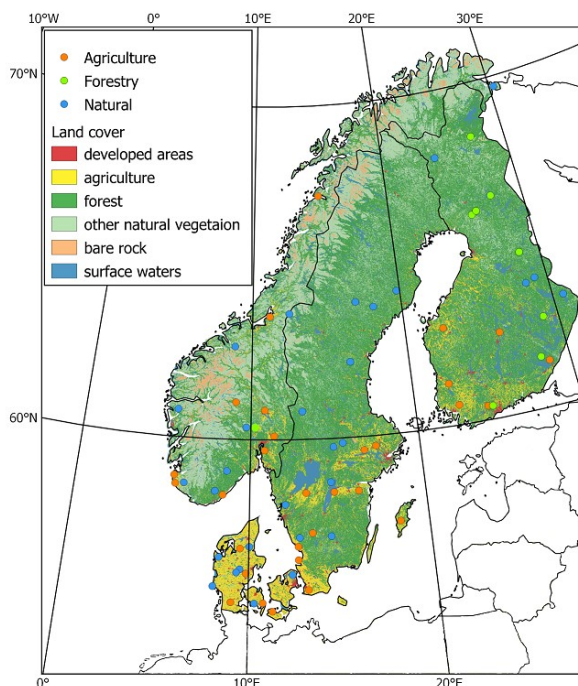 10°W
0°
10°E
20°E
30°E
70°N
Agriculture
Forestry
Natural
Land cover
developed areas
agriculture
forest
other natural vegetaion
bare rock
surface waters
60°N
0°
10°E
20°E